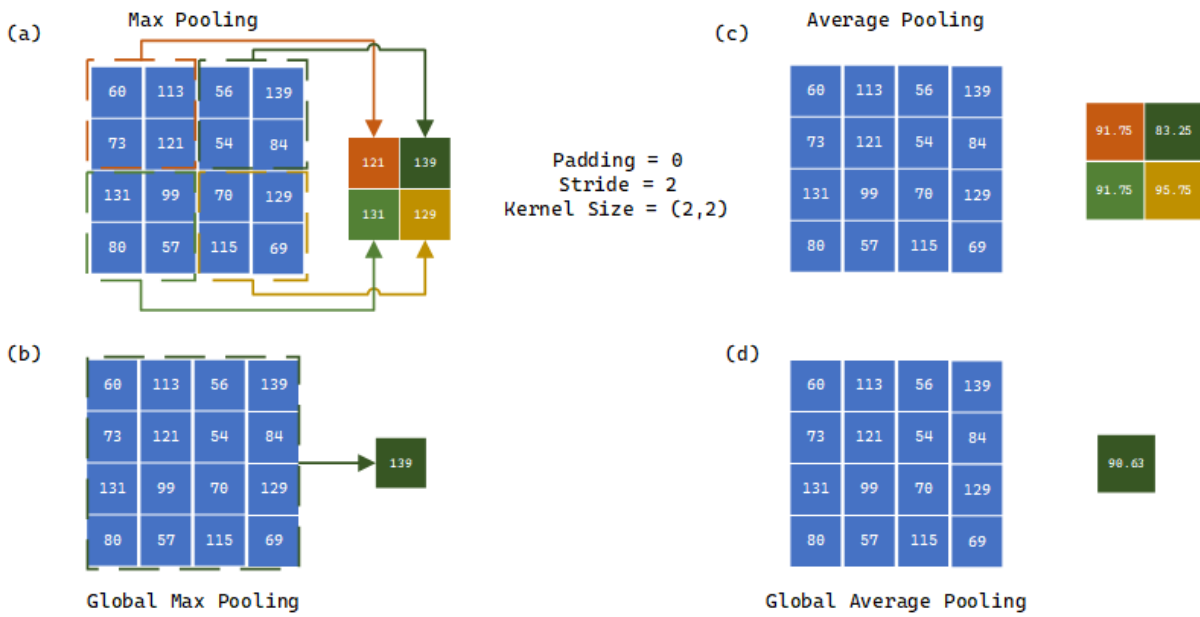 (a)
Max Pooling
60 113 56 139
73 121 54 84
131 99 70 129
80 57 115 69
121 139
131 129
Padding = 0
Stride = 2
Kernel Size = (2,2)
(c)
Average Pooling
60 113 56 139
73 121 54 84
131 99 70 129
80 57 115 69
91.75 83.25
91.75 95.75
(b)
60 113 56 139
73 121 54 84
131 99 70 129
80 57 115 69
139
Global Max Pooling
(d)
60 113 56 139
73 121 54 84
131 99 70 129
80 57 115 69
90.63
Global Average Pooling